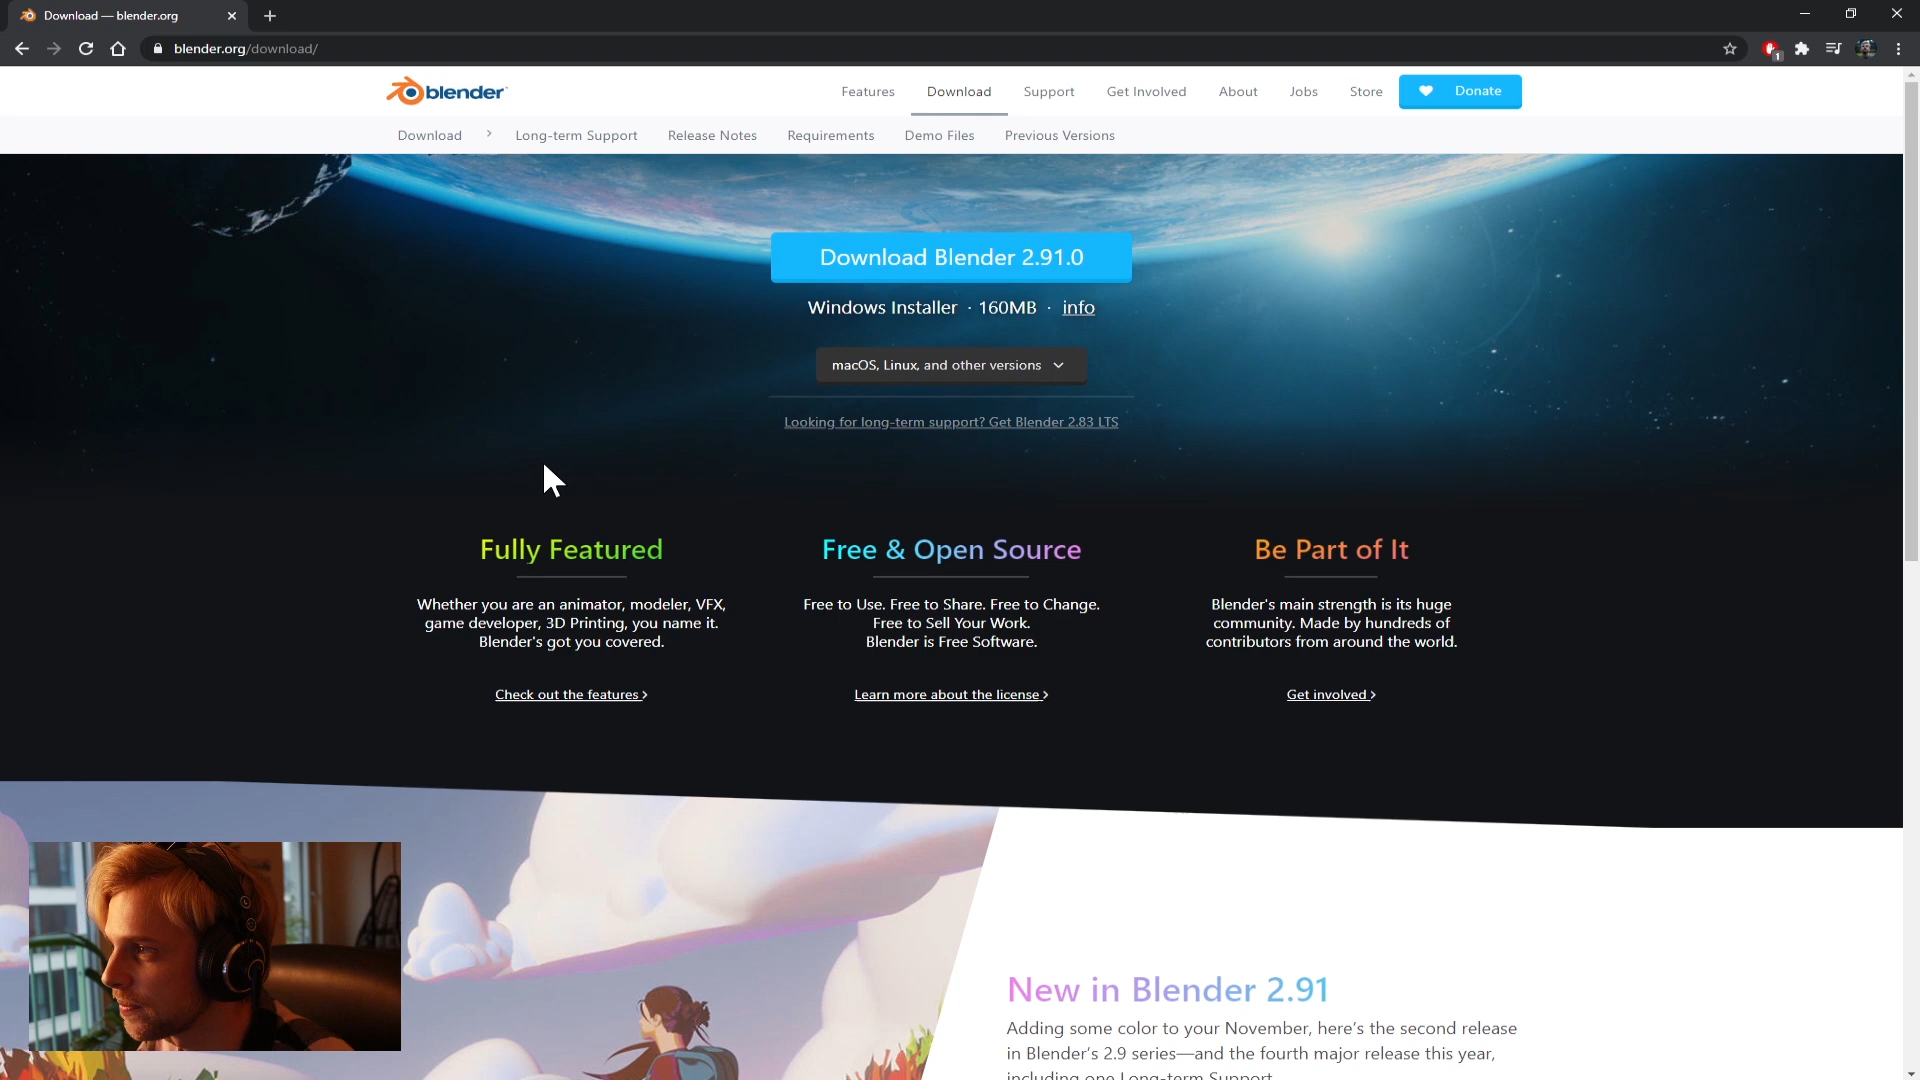 Download — blender.org
blender.org/download/
1
blender
Features
Download
Support
Get Involved
About
Jobs
Store
Donate
Download
Long-term Support
Release Notes
Requirements
Demo Files
Previous Versions
Download Blender 2.91.0
Windows Installer · 160MB · info
macOS, Linux, and other versions
Looking for long-term support? Get Blender 2.83 LTS
Fully Featured
Whether you are an animator, modeler, VFX,
game developer, 3D Printing, you name it.
Blender's got you covered.
Check out the features ›
Free & Open Source
Free to Use. Free to Share. Free to Change.
Free to Sell Your Work.
Blender is Free Software.
Learn more about the license ›
Be Part of It
Blender's main strength is its huge
community. Made by hundreds of
contributors from around the world.
Get involved ›
New in Blender 2.91
Adding some color to your November, here's the second release
in Blender's 2.9 series—and the fourth major release this year,
including one Long-term Support